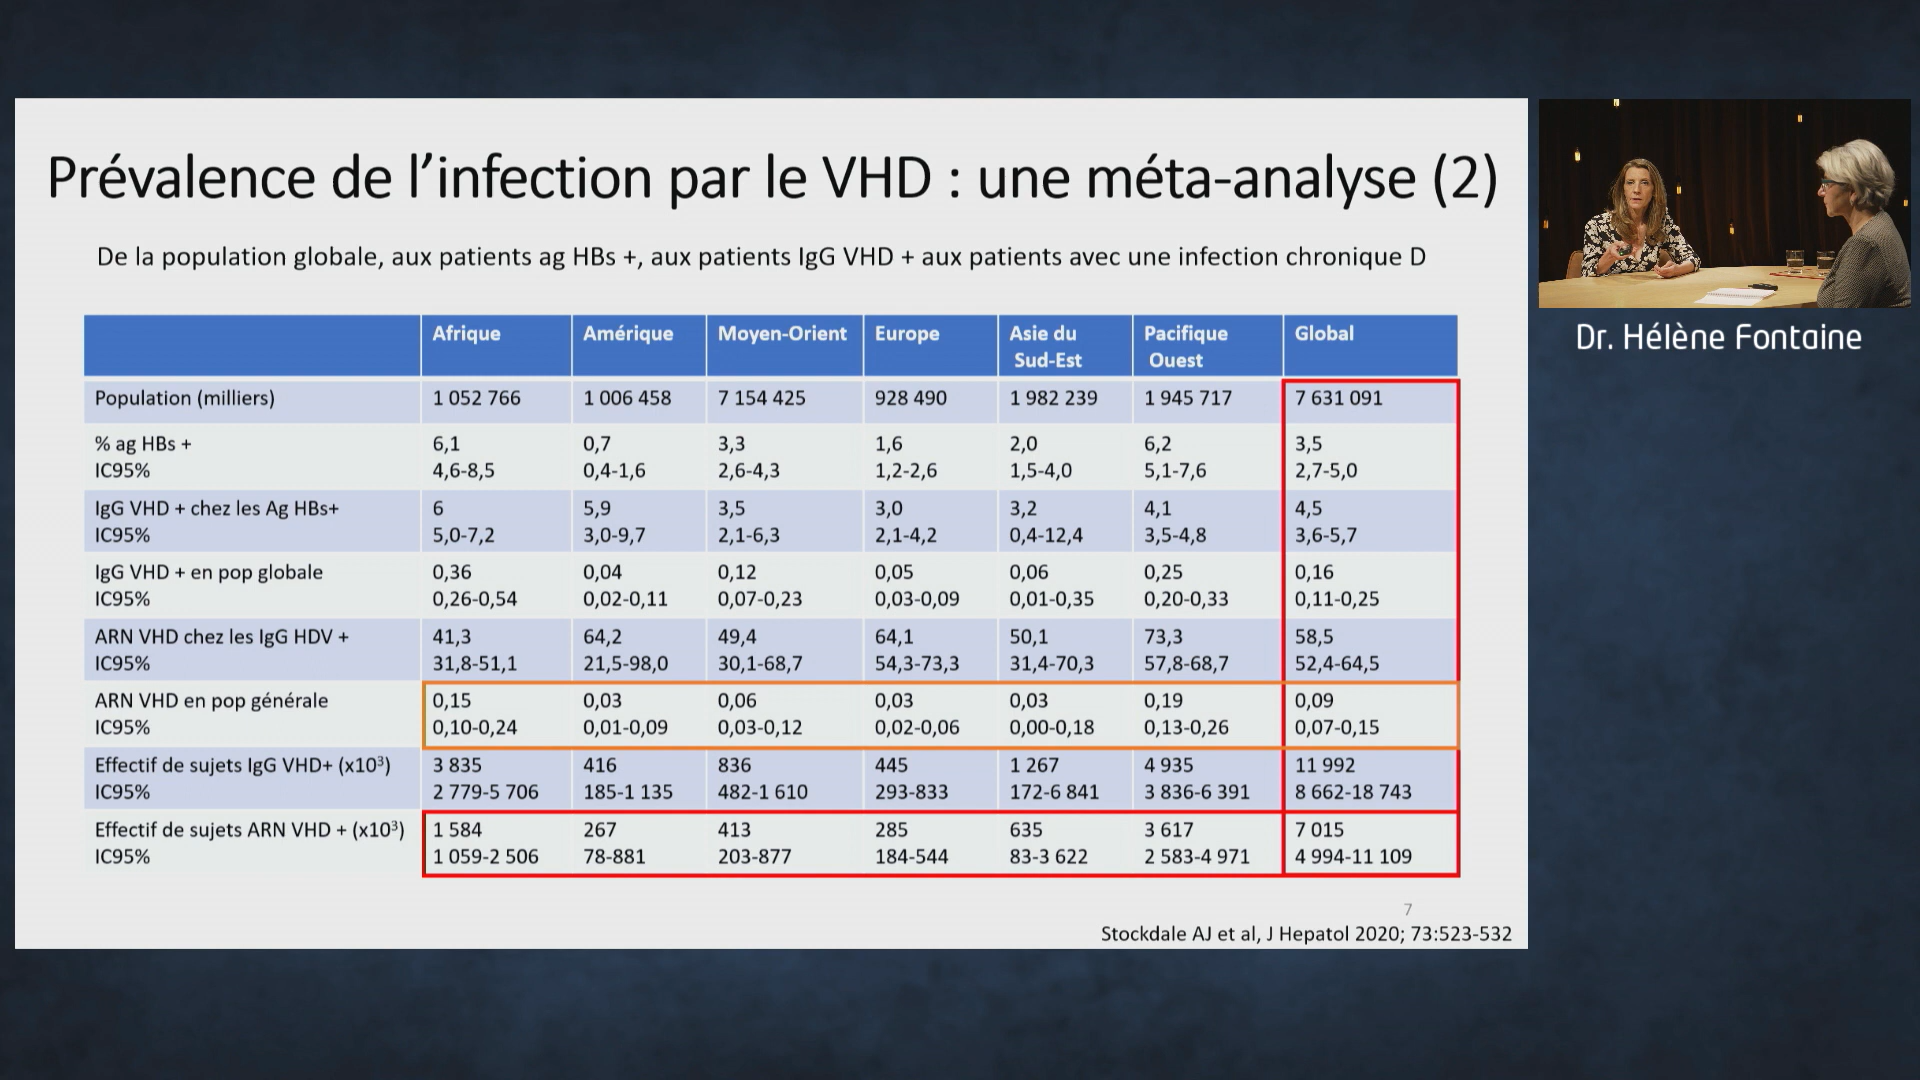 Prévalence de l’infection par le VHD : une méta-analyse (2)
De la population globale, aux patients ag HBs +, aux patients IgG VHD + aux patients avec une infection chronique D
Afrique Amérique Moyen-Orient Europe Asie du Sud-Est Pacifique Ouest Global
Population (milliers) 1 052 766 1 006 458 7 154 425 928 490 1 982 239 1 945 717 7 631 091
% ag HBs + 6,1 0,7 3,3 1,6 2,0 6,2 3,5
IC95% 4,6-8,5 0,4-1,6 2,6-4,3 1,2-2,6 1,5-4,0 5,1-7,6 2,7-5,0
IgG VHD + chez les Ag HBs+ 6 5,9 3,5 3,0 3,2 4,1 4,5
IC95% 5,0-7,2 3,0-9,7 2,1-6,3 2,1-4,2 0,4-12,4 3,5-4,8 3,6-5,7
IgG VHD + en pop globale 0,36 0,04 0,12 0,05 0,06 0,25 0,16
IC95% 0,26-0,54 0,02-0,11 0,07-0,23 0,03-0,09 0,01-0,35 0,20-0,33 0,11-0,25
ARN VHD chez les IgG HDV + 41,3 64,2 49,4 64,1 50,1 73,3 58,5
IC95% 31,8-51,1 21,5-98,0 30,1-68,7 54,3-73,3 31,4-70,3 57,8-68,7 52,4-64,5
ARN VHD en pop générale 0,15 0,03 0,06 0,03 0,03 0,19 0,09
IC95% 0,10-0,24 0,01-0,09 0,03-0,12 0,02-0,06 0,00-0,18 0,13-0,26 0,07-0,15
Effectif de sujets IgG VHD+ (x10³) 3 835 416 836 445 1 267 4 935 11 992
IC95% 2 779-5 706 185-1 135 482-1 610 293-833 172-6 841 3 836-6 391 8 662-18 743
Effectif de sujets ARN VHD + (x10³) 1 584 267 413 285 635 3 617 7 015
IC95% 1 059-2 506 78-881 203-877 184-544 83-3 622 2 583-4 971 4 994-11 109
7
Stockdale AJ et al, J Hepatol 2020; 73:523-532
Dr. Hélène Fontaine